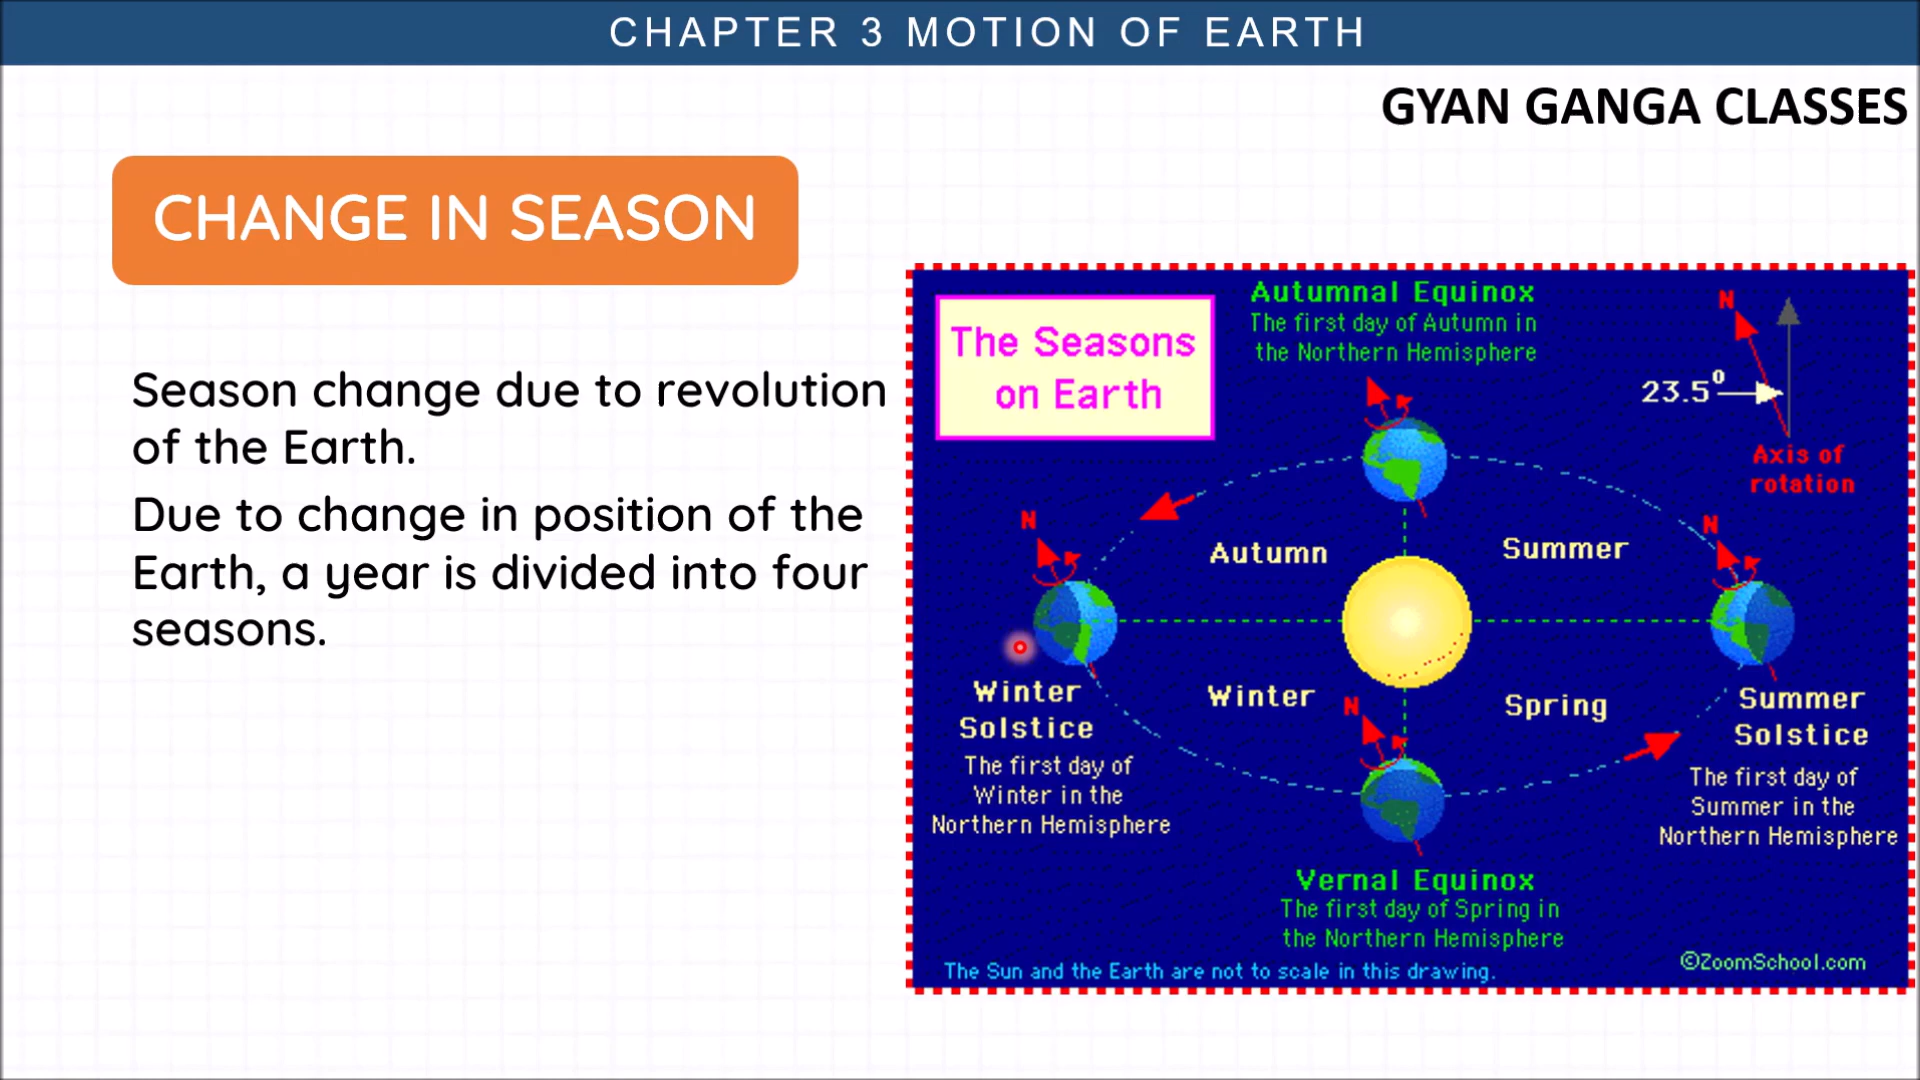 CHAPTER 3 MOTION OF EARTH
GYAN GANGA CLASSES
CHANGE IN SEASON
Season change due to revolution
of the Earth.
Due to change in position of the
Earth, a year is divided into four
seasons.
The Seasons
on Earth
Autumnal Equinox
The first day of Autumn in
the Northern Hemisphere
N
23.5⁰
Axis of
rotation
N
N
Autumn
Summer
Winter
Spring
N
Winter
Solstice
The first day of
Winter in the
Northern Hemisphere
Summer
Solstice
The first day of
Summer in the
Northern Hemisphere
Vernal Equinox
The first day of Spring in
the Northern Hemisphere
The Sun and the Earth are not to scale in this drawing.
©ZoomSchool.com